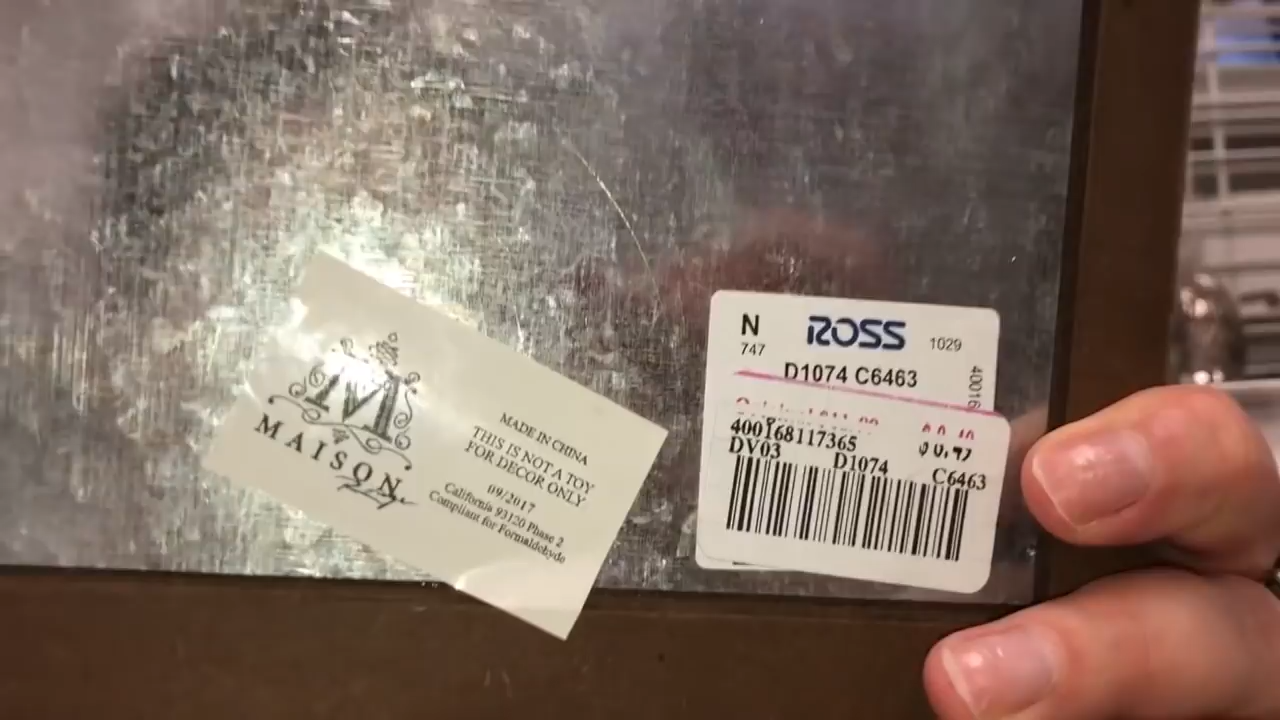 M
MAISON
MADE IN CHINA
THIS IS NOT A TOY
FOR DECOR ONLY
09/2017
California 93120 Phase 2
Compliant for Formaldehyde
N
ROSS
747
1029
D1074 C6463
40016
400168117365
DV03 D1074 C6463